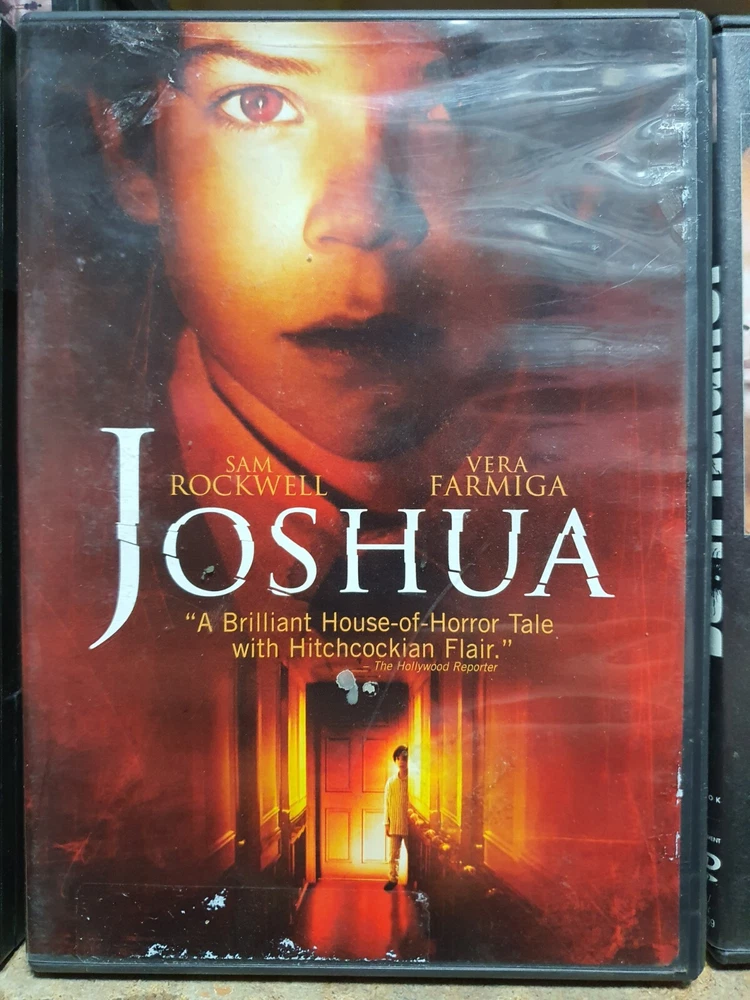 SAM
ROCKWELL
VERA
FARMIGA
JOSHUA
“A Brilliant House-of-Horror Tale
with Hitchcockian Flair.”
The Hollywood Reporter